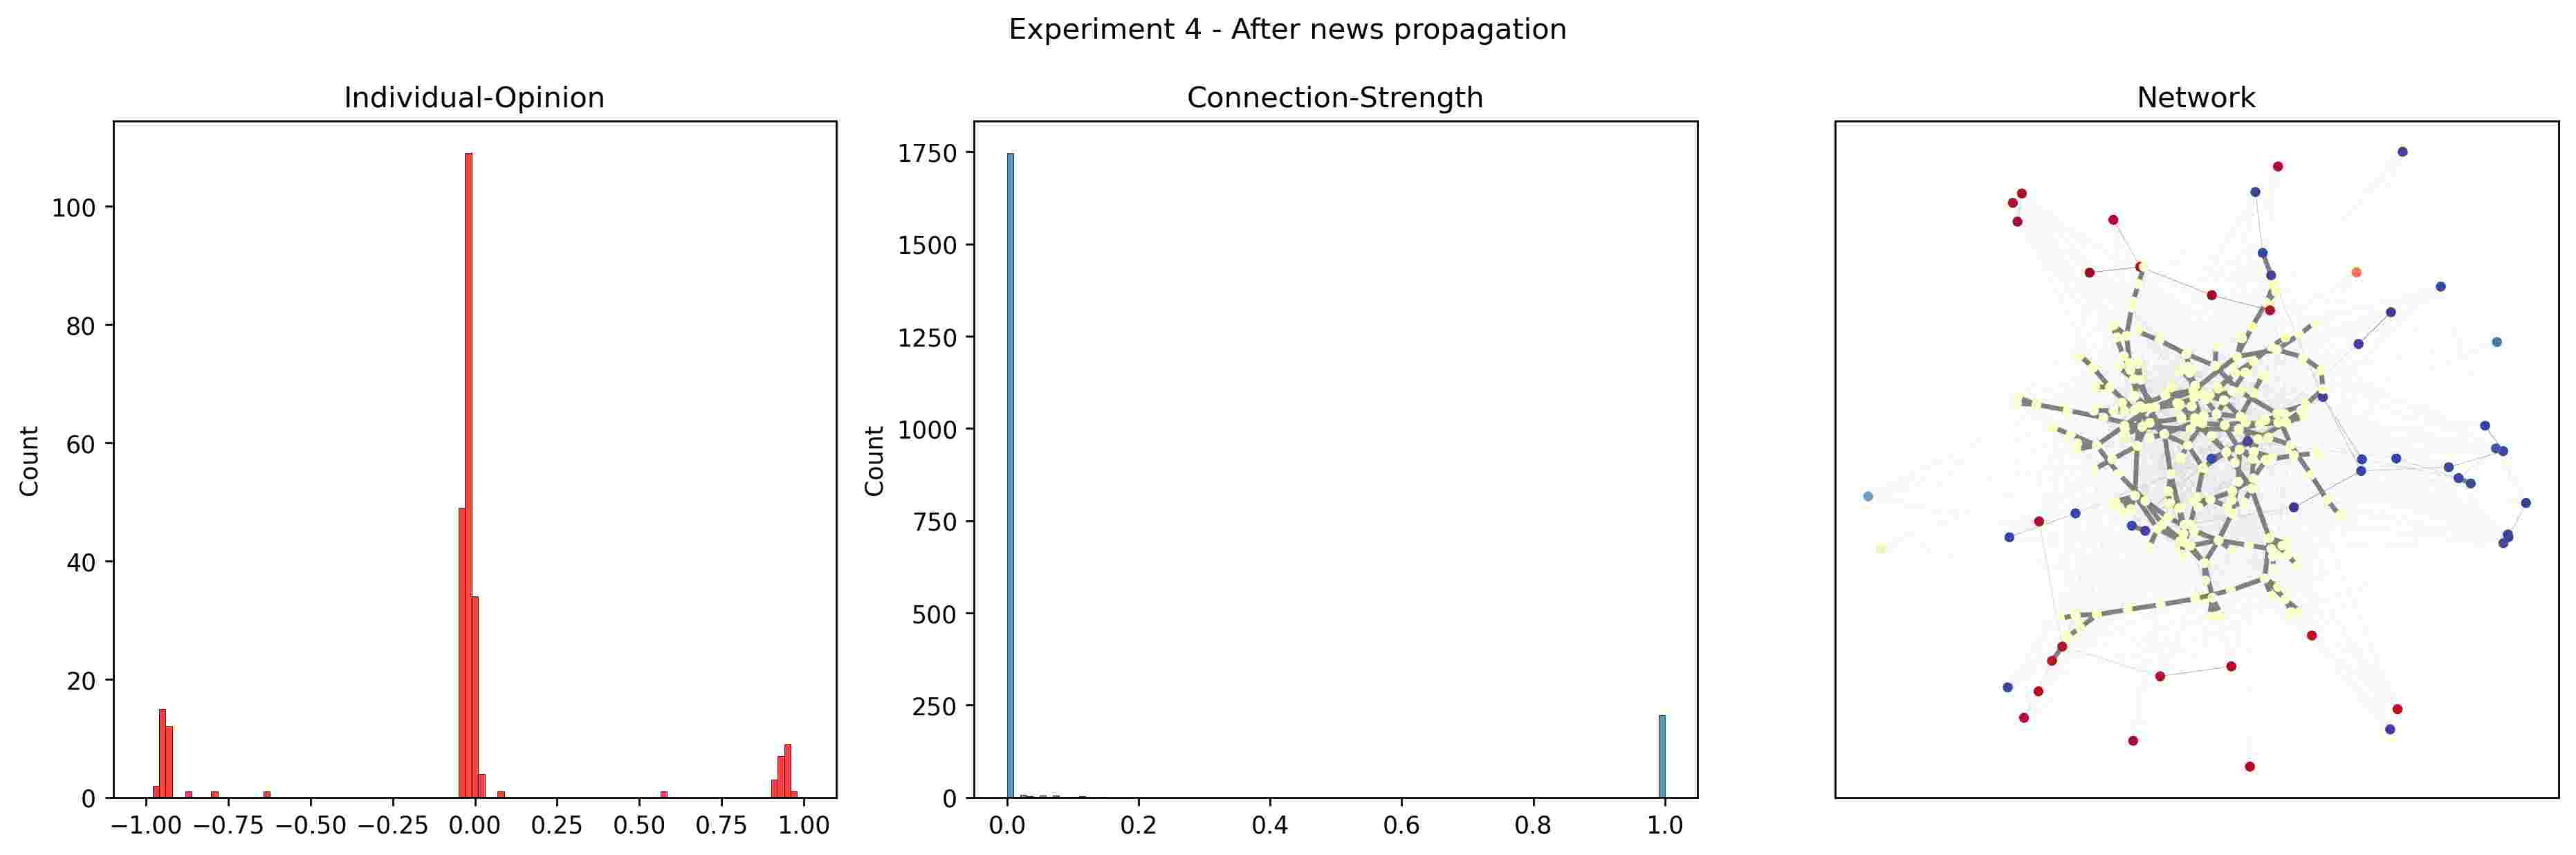 Experiment 4 - After news propagation
Individual-Opinion
Count
100
80
60
40
20
0
−1.00 −0.75 −0.50 −0.25 0.00 0.25 0.50 0.75 1.00
Connection-Strength
Count
1750
1500
1250
1000
750
500
250
0
0.0 0.2 0.4 0.6 0.8 1.0
Network